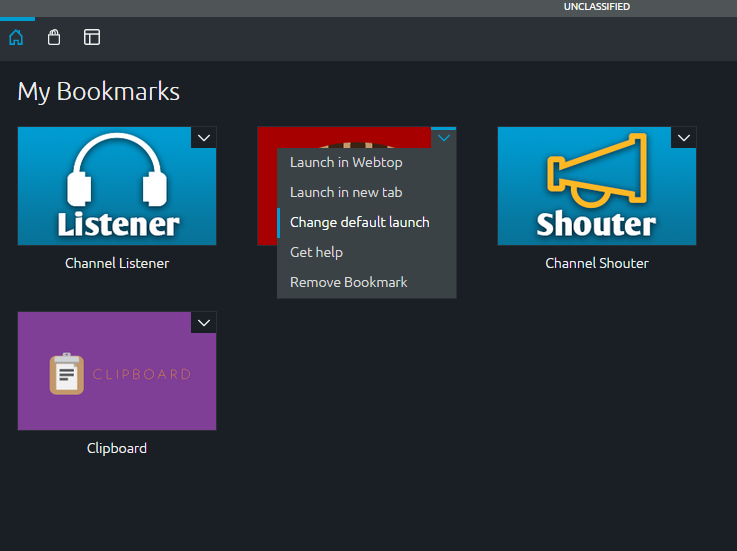 UNCLASSIFIED
My Bookmarks
Listener
Channel Listener
Launch in Webtop
Launch in new tab
Change default launch
Get help
Remove Bookmark
Shouter
Channel Shouter
CLIPBOARD
Clipboard